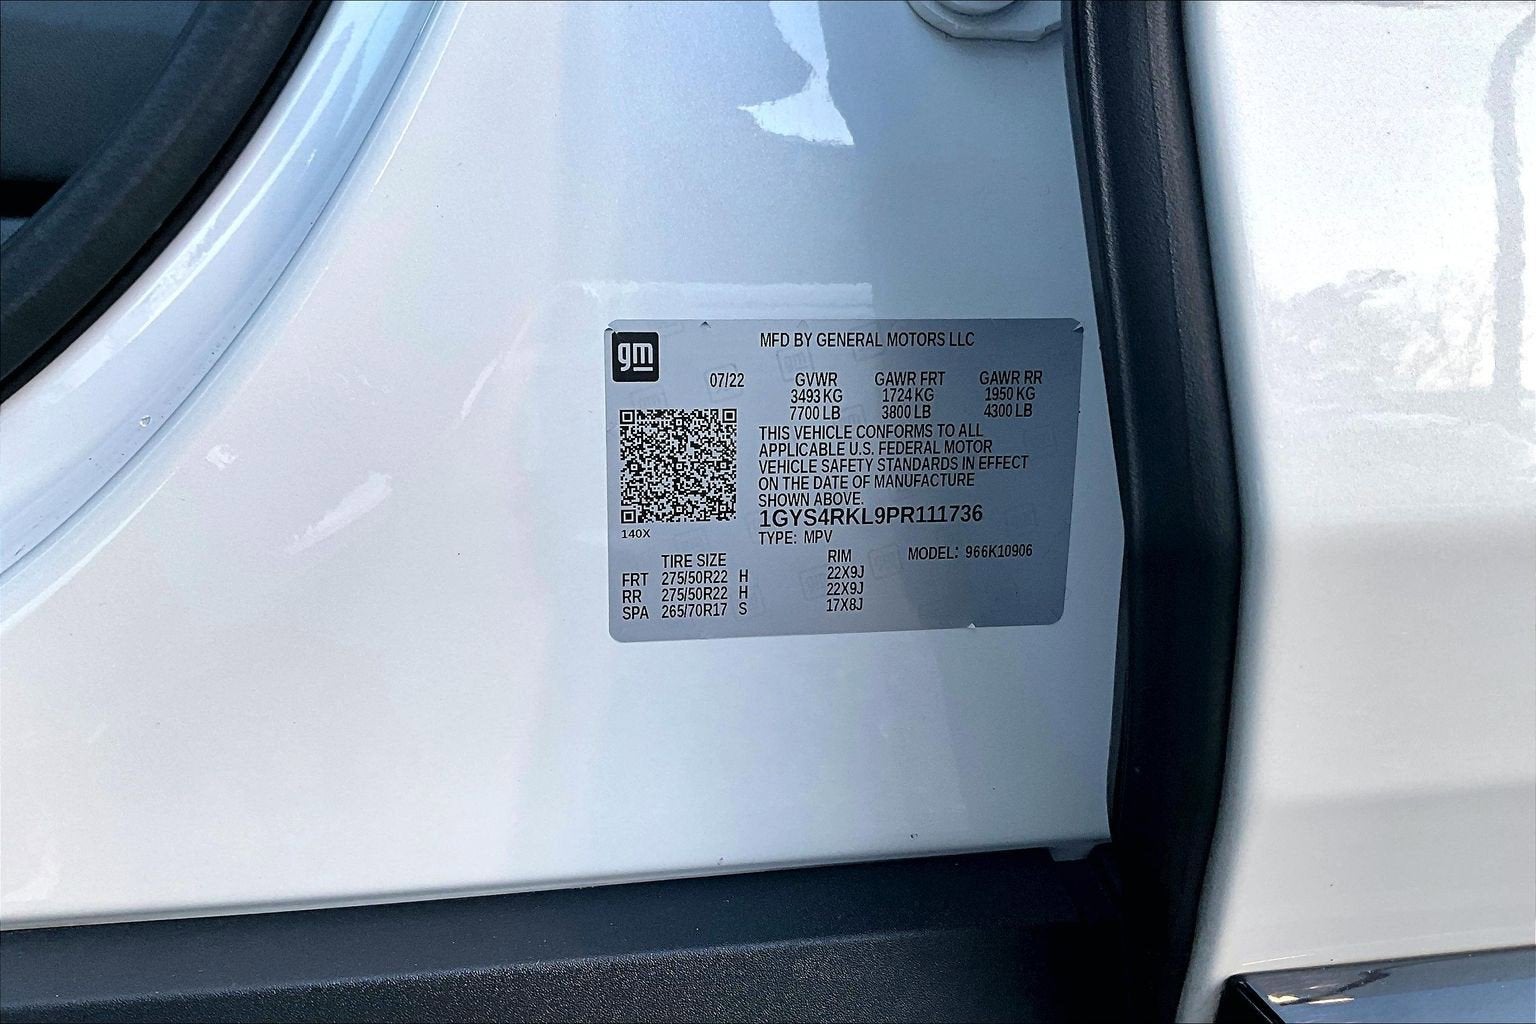 gm
MFD BY GENERAL MOTORS LLC
07/22 GVWR GAWR FRT GAWR RR
3493 KG 1724 KG 1950 KG
7700 LB 3800 LB 4300 LB
THIS VEHICLE CONFORMS TO ALL
APPLICABLE U.S. FEDERAL MOTOR
VEHICLE SAFETY STANDARDS IN EFFECT
ON THE DATE OF MANUFACTURE
SHOWN ABOVE.
1GYS4RKL9PR111736
140X
TYPE: MPV
TIRE SIZE RIM MODEL: 966K10906
FRT 275/50R22 H 22X9J
RR 275/50R22 H 22X9J
SPA 265/70R17 S 17X8J